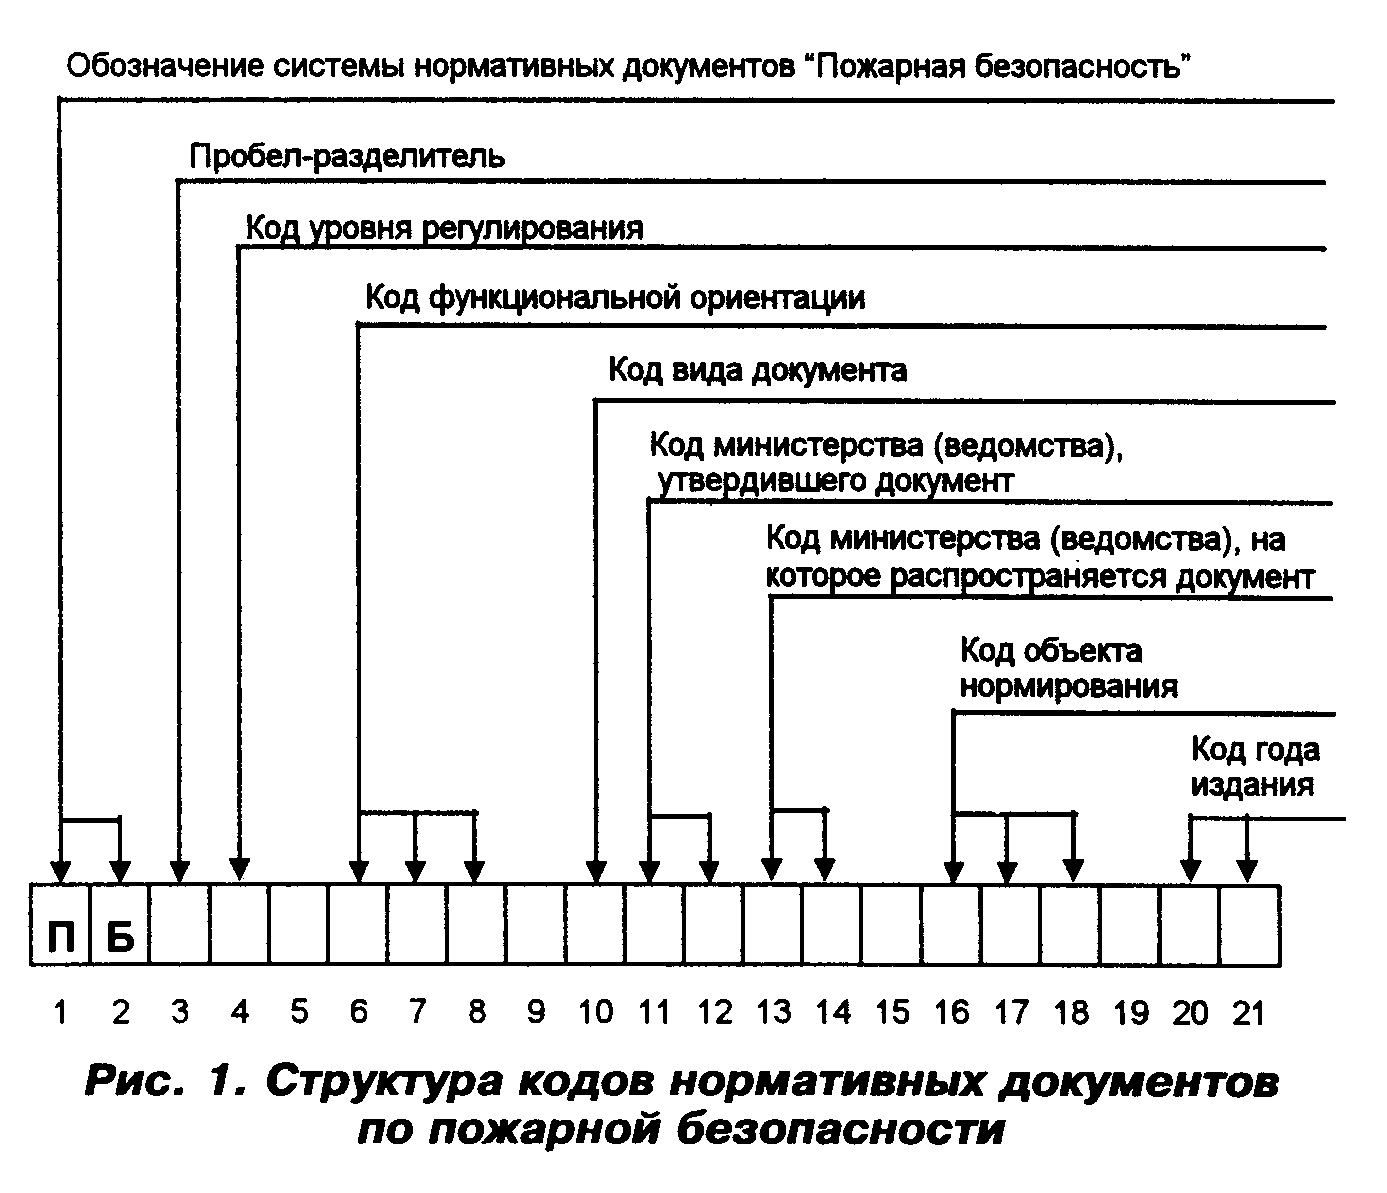 Обозначение системы нормативных документов "Пожарная безопасность"
Пробел-разделитель
Код уровня регулирования
Код функциональной ориентации
Код вида документа
Код министерства (ведомства),
утвердившего документ
Код министерства (ведомства), на
которое распространяется документ
Код объекта
нормирования
Код года
издания
П Б
1 2 3 4 5 6 7 8 9 10 11 12 13 14 15 16 17 18 19 20 21
Рис. 1. Структура кодов нормативных документов
по пожарной безопасности